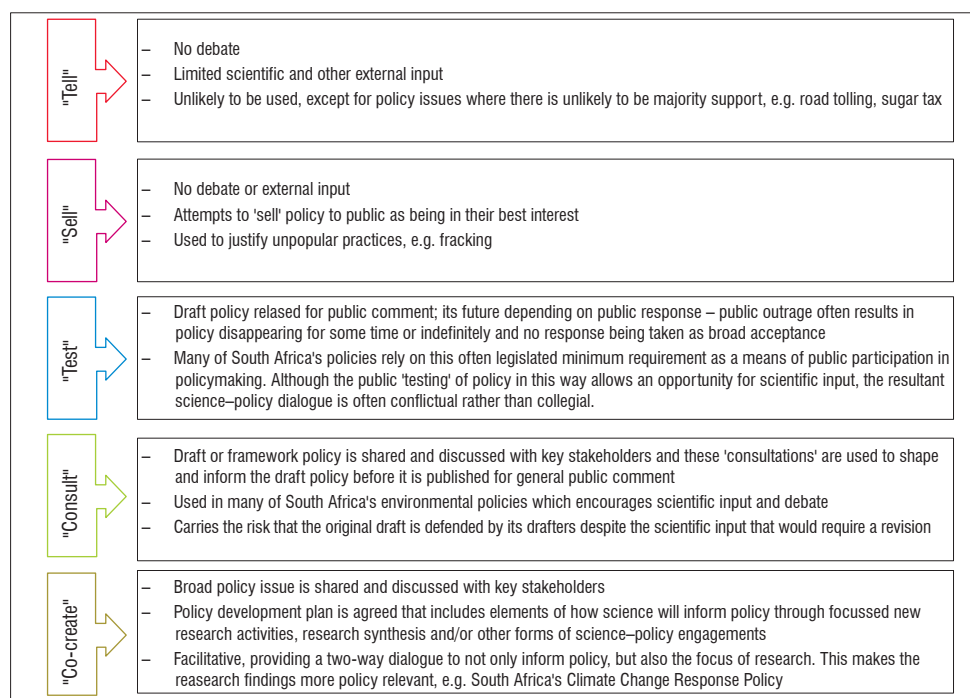 "Tell"
– No debate
– Limited scientific and other external input
– Unlikely to be used, except for policy issues where there is unlikely to be majority support, e.g. road tolling, sugar tax
"Sell"
– No debate or external input
– Attempts to 'sell' policy to public as being in their best interest
– Used to justify unpopular practices, e.g. fracking
"Test"
– Draft policy relased for public comment; its future depending on public response – public outrage often results in
policy disappearing for some time or indefinitely and no response being taken as broad acceptance
– Many of South Africa's policies rely on this often legislated minimum requirement as a means of public participation in
policymaking. Although the public 'testing' of policy in this way allows an opportunity for scientific input, the resultant
science–policy dialogue is often conflictual rather than collegial.
"Consult"
– Draft or framework policy is shared and discussed with key stakeholders and these 'consultations' are used to shape
and inform the draft policy before it is published for general public comment
– Used in many of South Africa's environmental policies which encourages scientific input and debate
– Carries the risk that the original draft is defended by its drafters despite the scientific input that would require a revision
"Co-create"
– Broad policy issue is shared and discussed with key stakeholders
– Policy development plan is agreed that includes elements of how science will inform policy through focussed new
research activities, research synthesis and/or other forms of science–policy engagements
– Facilitative, providing a two-way dialogue to not only inform policy, but also the focus of research. This makes the
reasearch findings more policy relevant, e.g. South Africa's Climate Change Response Policy